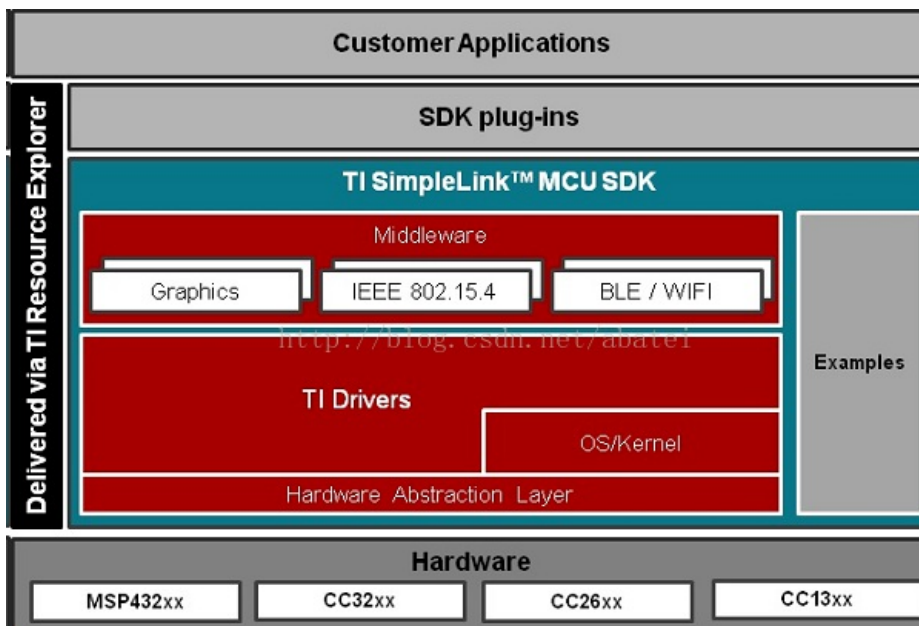 Customer Applications
Delivered via TI Resource Explorer
SDK plug-ins
TI SimpleLink™ MCU SDK
Middleware
Graphics
IEEE 802.15.4
BLE / WIFI
http://blog.csdn.net/abatei
TI Drivers
OS/Kernel
Hardware Abstraction Layer
Examples
Hardware
MSP432xx
CC32xx
CC26xx
CC13xx